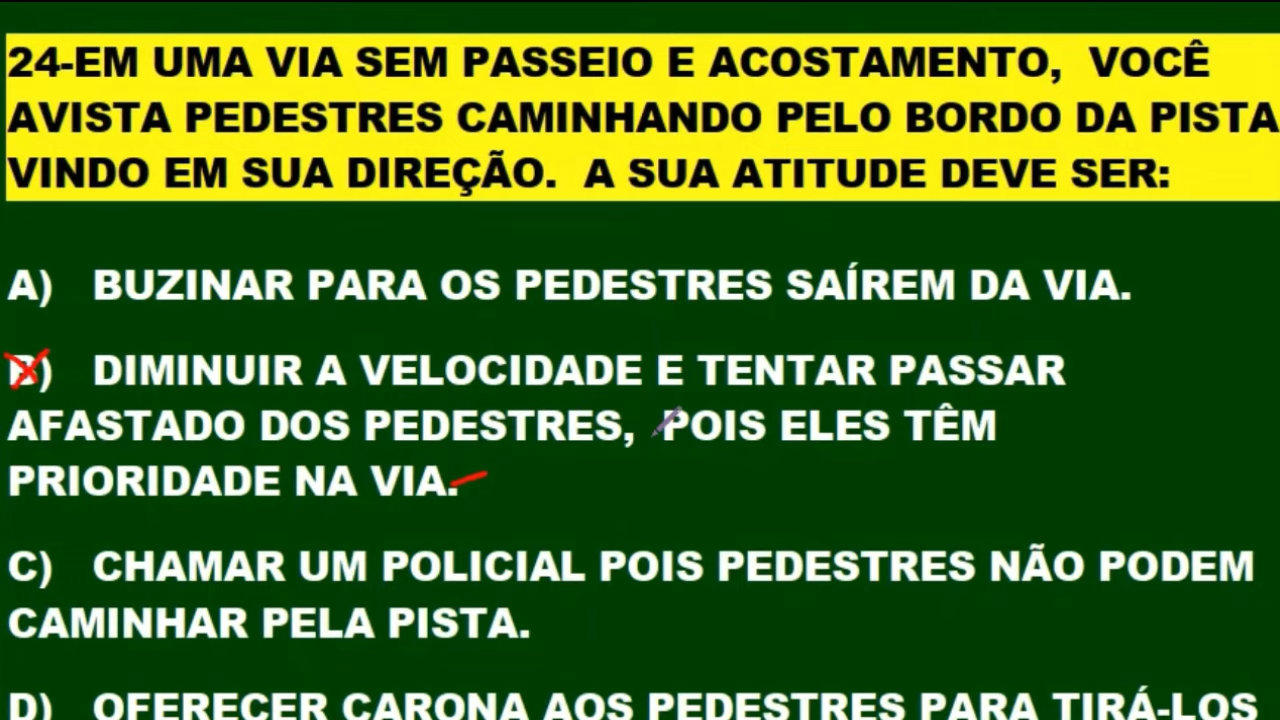 24-EM UMA VIA SEM PASSEIO E ACOSTAMENTO, VOCÊ
AVISTA PEDESTRES CAMINHANDO PELO BORDO DA PISTA
VINDO EM SUA DIREÇÃO. A SUA ATITUDE DEVE SER:
A) BUZINAR PARA OS PEDESTRES SAÍREM DA VIA.
B) DIMINUIR A VELOCIDADE E TENTAR PASSAR
AFASTADO DOS PEDESTRES, POIS ELES TÊM
PRIORIDADE NA VIA.
C) CHAMAR UM POLICIAL POIS PEDESTRES NÃO PODEM
CAMINHAR PELA PISTA.
D) OFERECER CARONA AOS PEDESTRES PARA TIRÁ-LOS